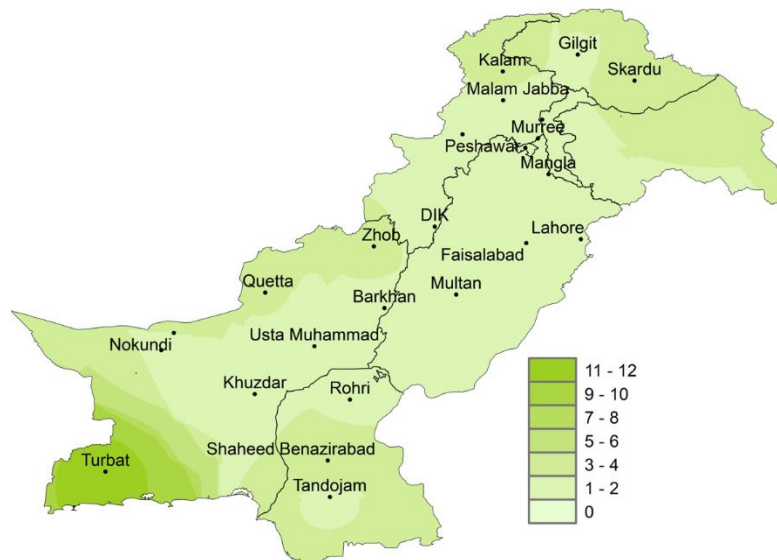 Gilgit
Kalam
Skardu
Malam Jabba
Murree
Peshawar
Mangla
DIK
Lahore
Zhob
Faisalabad
Quetta
Multan
Barkhan
Usta Muhammad
Nokundi
11 - 12
9 - 10
7 - 8
5 - 6
3 - 4
1 - 2
0
Khuzdar
Rohri
Shaheed Benazirabad
Turbat
Tandojam